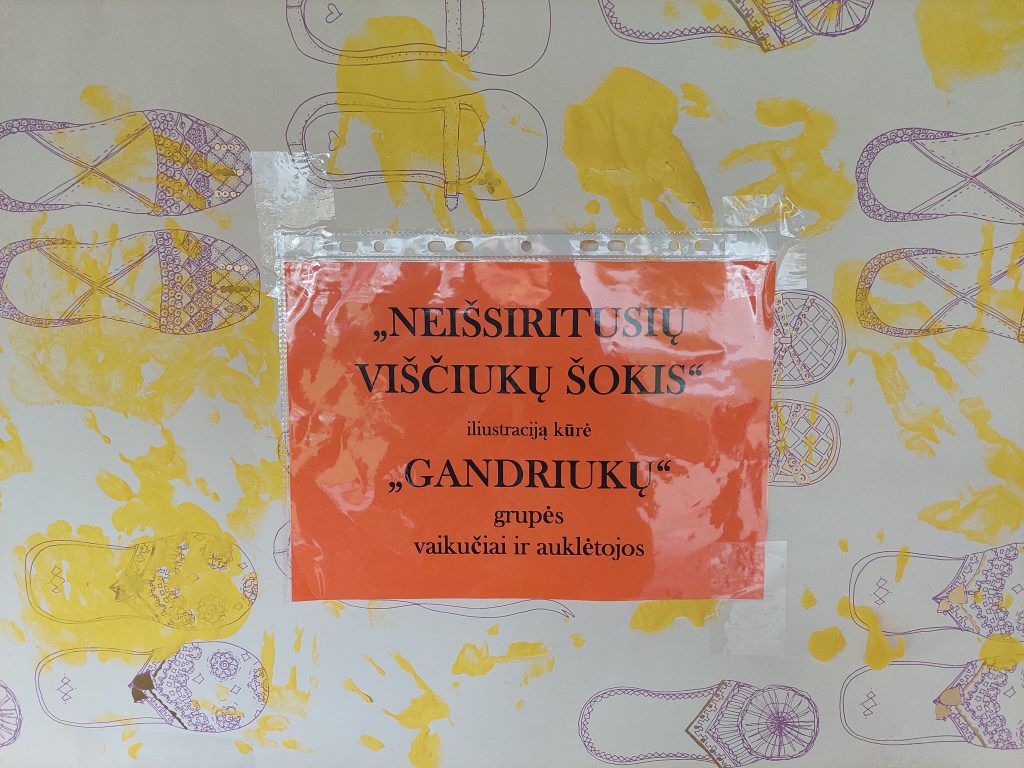 „NEIŠSIRITUSIŲ
VIŠČIUKŲ ŠOKIS“
iliustraciją kūrė
„GANDRIUKŲ“
grupės
vaikučiai ir auklėtojos